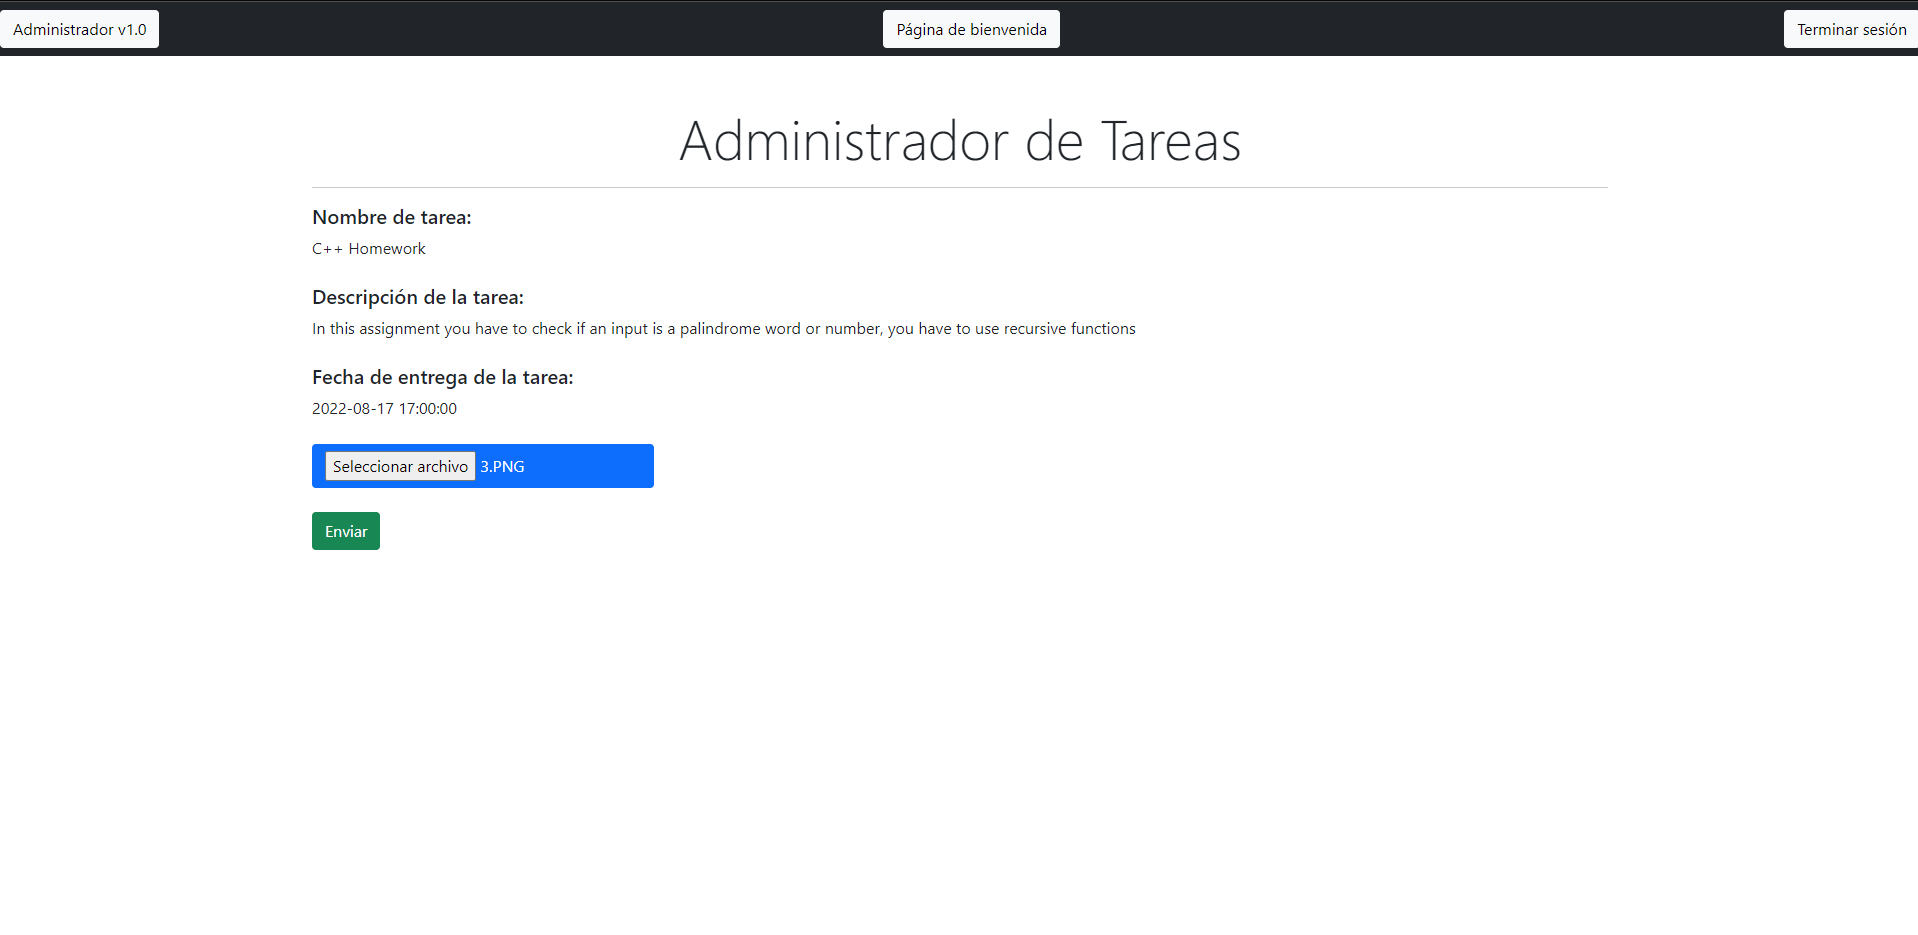 Administrador v1.0
Página de bienvenida
Terminar sesión
Administrador de Tareas
Nombre de tarea:
C++ Homework
Descripción de la tarea:
In this assignment you have to check if an input is a palindrome word or number, you have to use recursive functions
Fecha de entrega de la tarea:
2022-08-17 17:00:00
Seleccionar archivo 3.PNG
Enviar